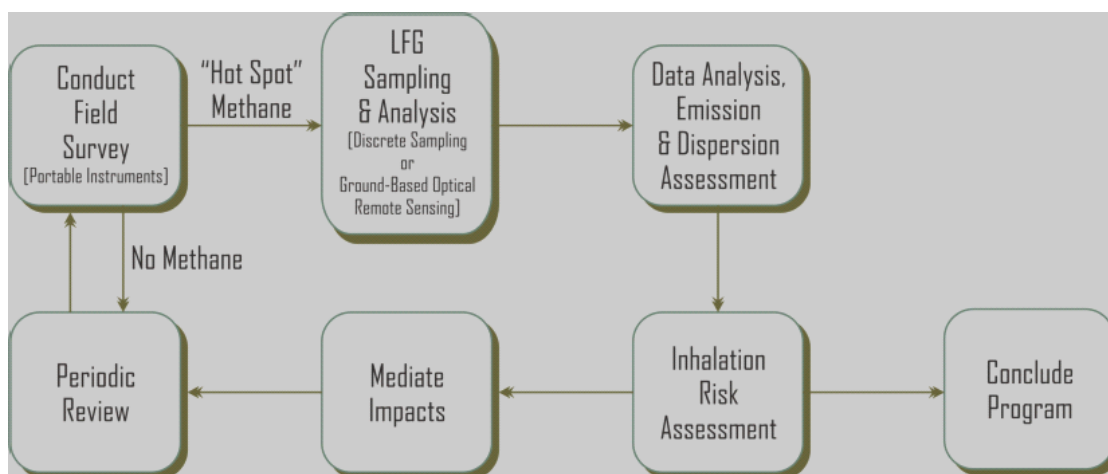 Conduct
Field
Survey
[Portable Instruments]
“Hot Spot”
Methane
LFG
Sampling
& Analysis
[Discrete Sampling
or
Ground-Based Optical
Remote Sensing]
Data Analysis,
Emission
& Dispersion
Assessment
No Methane
Periodic
Review
Mediate
Impacts
Inhalation
Risk
Assessment
Conclude
Program